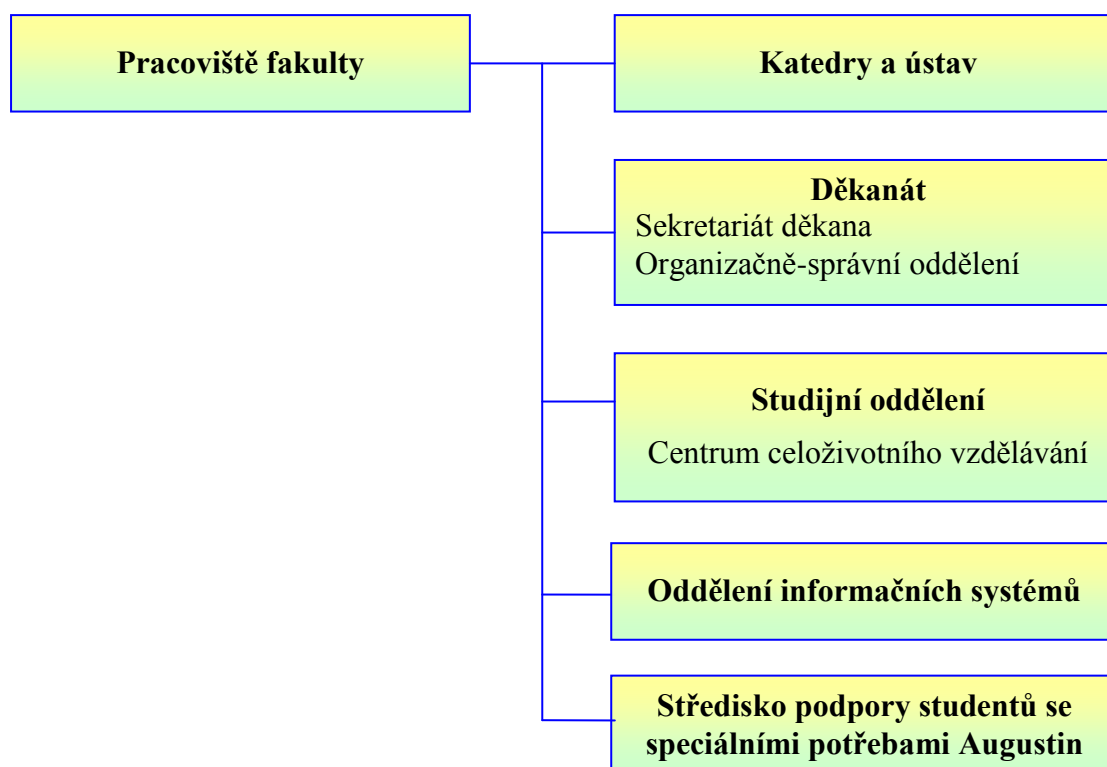 Pracoviště fakulty
Katedry a ústav
Děkanát
Sekretariát děkana
Organizačně-správní oddělení
Studijní oddělení
Centrum celoživotního vzdělávání
Oddělení informačních systémů
Středisko podpory studentů se
speciálními potřebami Augustin